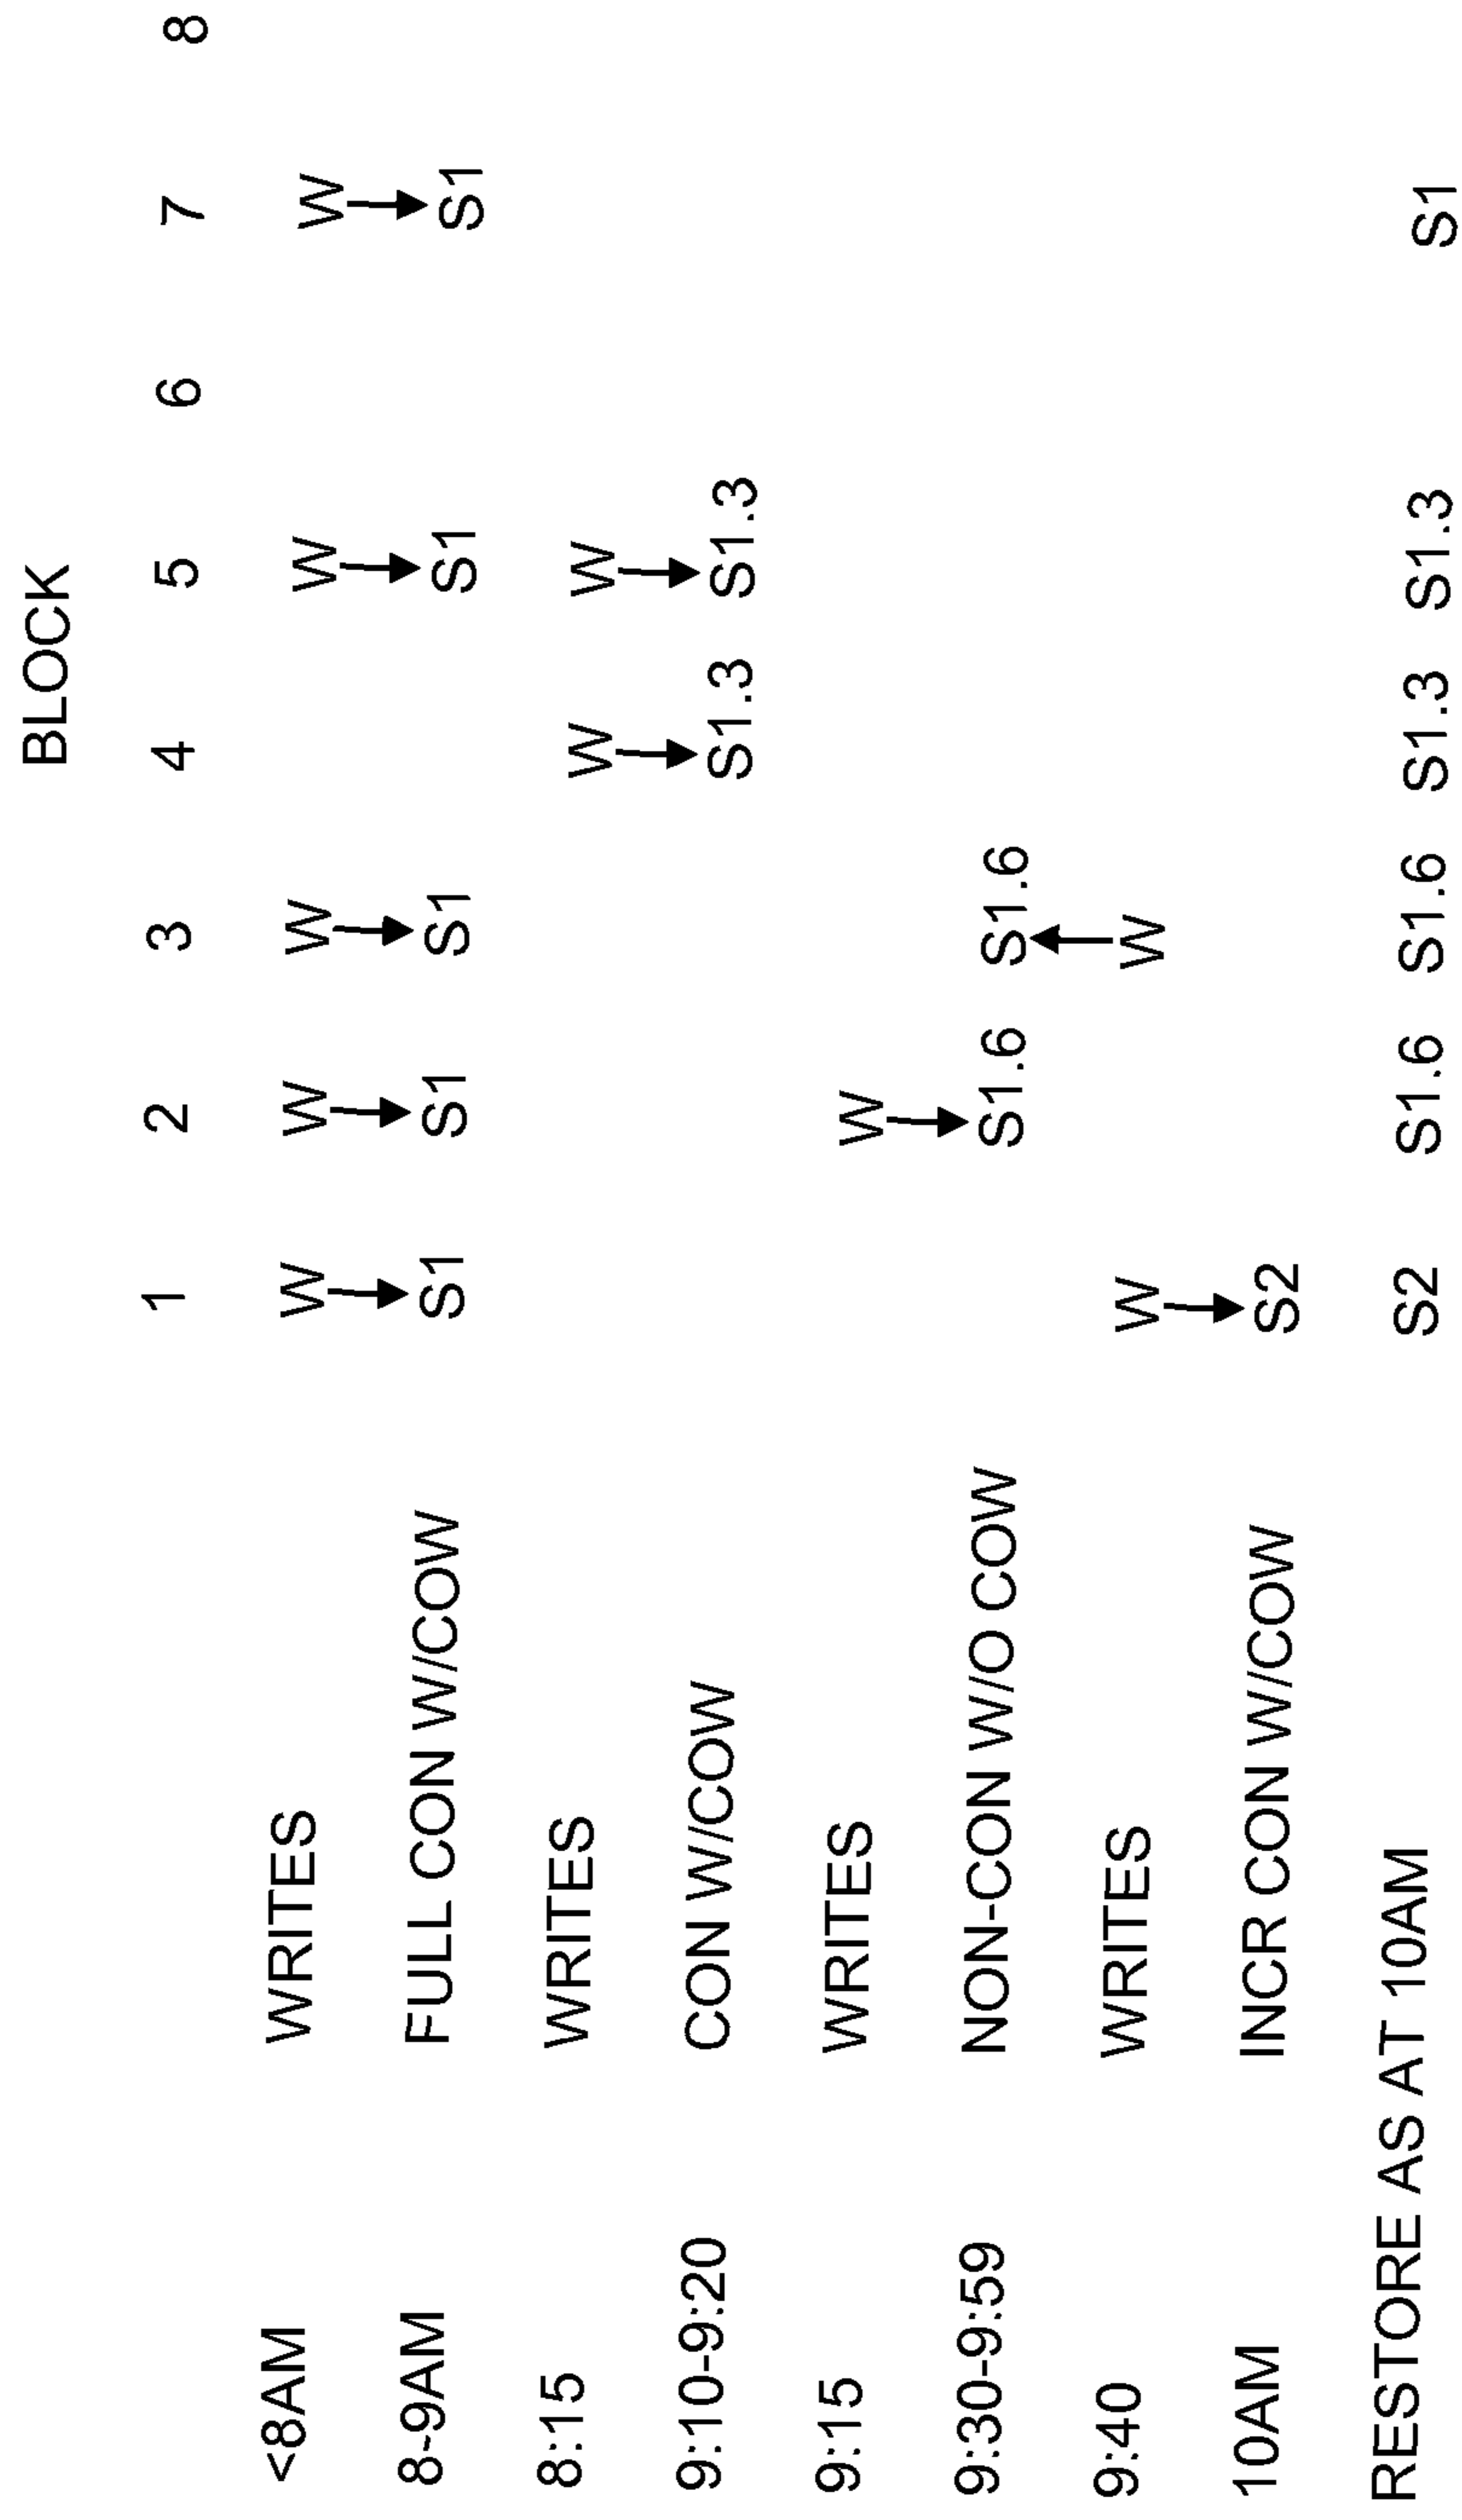 BLOCK
1 2 3 4 5 6 7 8
<8AM WRITES W W W W W
8-9AM FULL CON W/COW S1 S1 S1 S1 S1
8:15 WRITES W W
9:10-9:20 CON W/COW S1.3 S1.3
9:15 WRITES W
9:30-9:59 NON-CON W/O COW S1.6 S1.6
9:40 WRITES W W
10AM INCR CON W/COW S2
RESTORE AS AT 10AM S2 S1.6 S1.6 S1.3 S1.3 S1